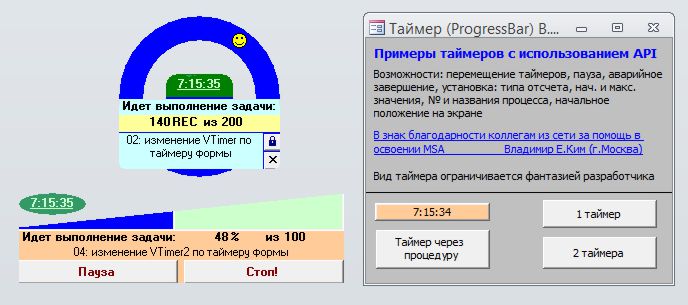 7:15:35
Идет выполнение задачи:
140REC из 200
02: изменение VTimer по
таймеру формы
7:15:35
Идет выполнение задачи:
48% из 100
04: изменение VTimer2 по таймеру формы
Пауза Стоп!
Таймер (ProgressBar) В....
Примеры таймеров с использованием API
Возможности: перемещение таймеров, пауза, аварийное
завершение, установка: типа отсчета, нач. и макс.
значения, № и названия процесса, начальное
положение на экране
В знак благодарности коллегам из сети за помощь в
освоении MSA Владимир Е.Ким (г.Москва)
Вид таймера ограничивается фантазией разработчика
7:15:34
1 таймер
Таймер через
процедуру
2 таймера